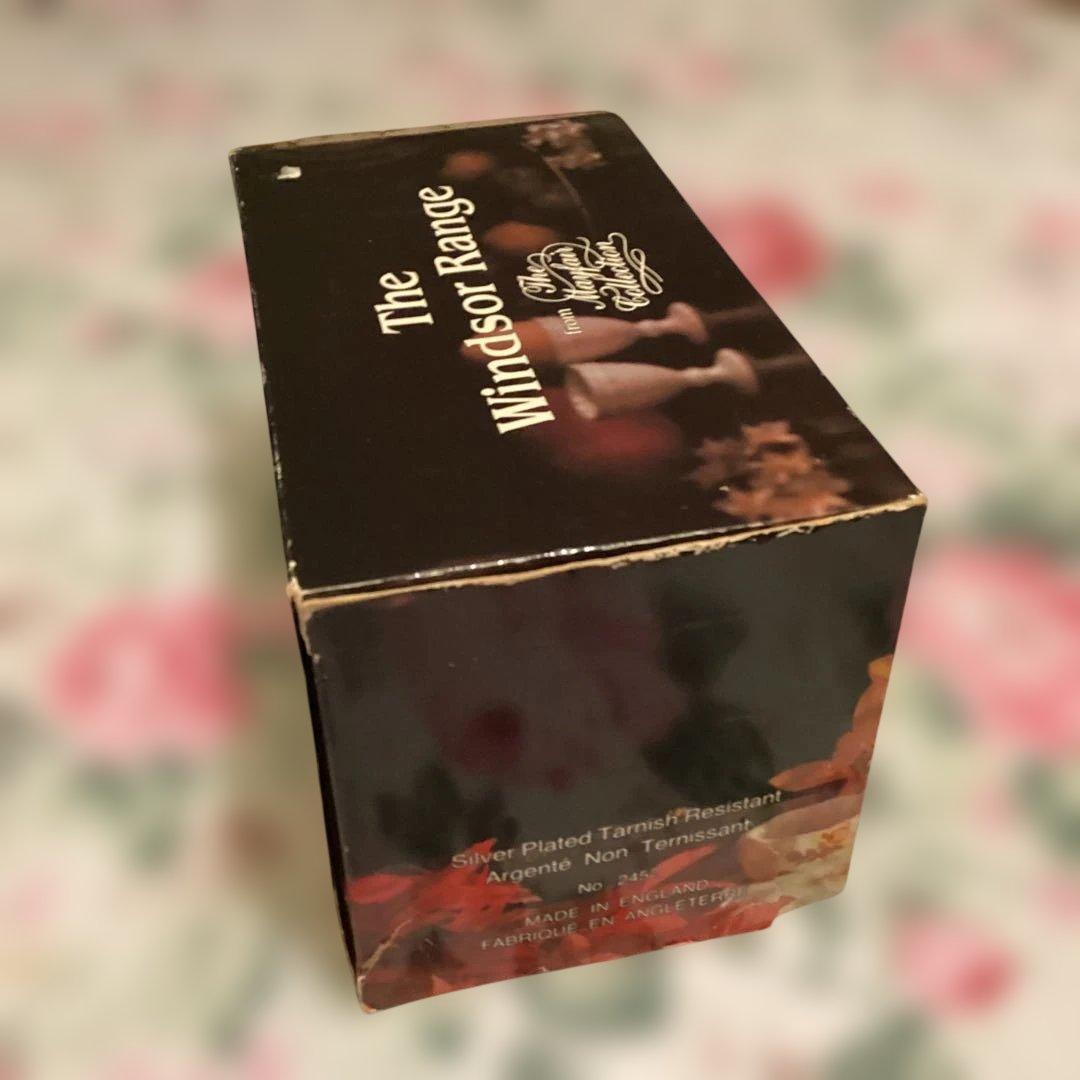 The
Windsor Range
from The
Mayfair
Collection
Silver Plated Tarnish Resistant
Argenté Non Ternissant
No.
MADE IN ENGLAND
FABRIQUÉ EN ANGLETERRE